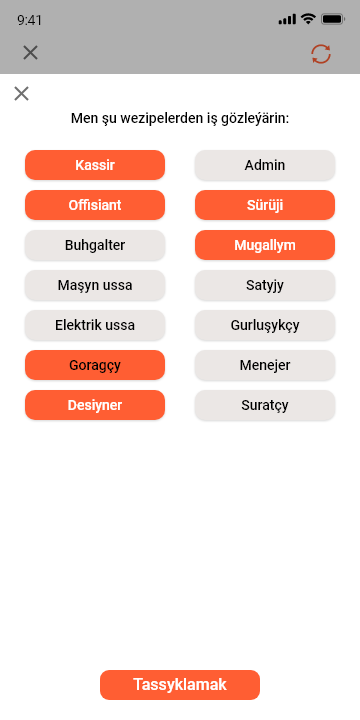 9:41
Men şu wezipelerden iş gözleýärin:
Kassir
Admin
Offisiant
Sürüji
Buhgalter
Mugallym
Maşyn ussa
Satyjy
Elektrik ussa
Gurluşykçy
Goragçy
Menejer
Desiyner
Suratçy
Tassyklamak